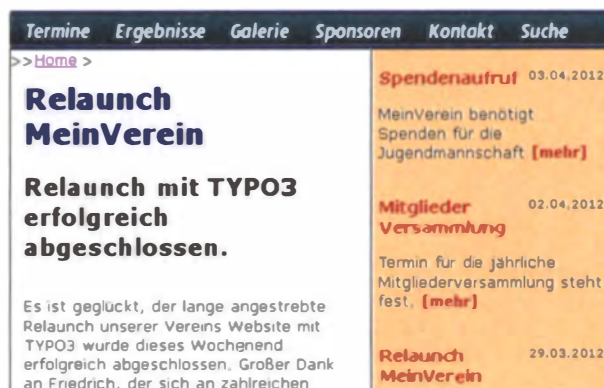 Termine Ergebnisse Galerie Sponsoren Kontakt Suche
>>Home >
Relaunch
MeinVerein
Relaunch mit TYPO3
erfolgreich
abgeschlossen.
Es ist geglückt, der lange angestrebte
Relaunch unserer Vereins Website mit
TYPO3 wurde dieses Wochenend
erfolgreich abgeschlossen. Großer Dank
an Friedrich, der sich an zahlreichen
Spendenaufruf 03.04.2012
MeinVerein benötigt
Spenden für die
Jugendmannschaft [mehr]
Mitglieder 02.04.2012
Versammlung
Termin für die jährliche
Mitgliederversammlung steht
fest. [mehr]
Relaunch 29.03.2012
MeinVerein